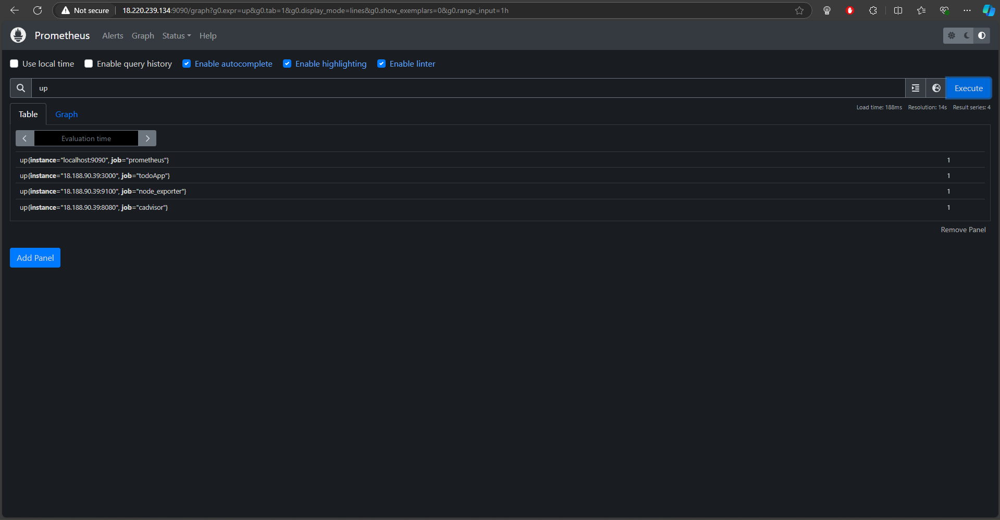 Not secure 18.220.239.134:9090/graph?g0.expr=up&g0.tab=1&g0.display_mode=lines&g0.show_exemplars=0&g0.range_input=1h
Prometheus Alerts Graph Status Help
Use local time Enable query history Enable autocomplete Enable highlighting Enable linter
up Execute
Table Graph Load time: 188ms Resolution: 14s Result series: 4
Evaluation time
up{instance="localhost:9090", job="prometheus"} 1
up{instance="18.188.90.39:3000", job="todoApp"} 1
up{instance="18.188.90.39:9100", job="node_exporter"} 1
up{instance="18.188.90.39:8080", job="cadvisor"} 1
Remove Panel
Add Panel